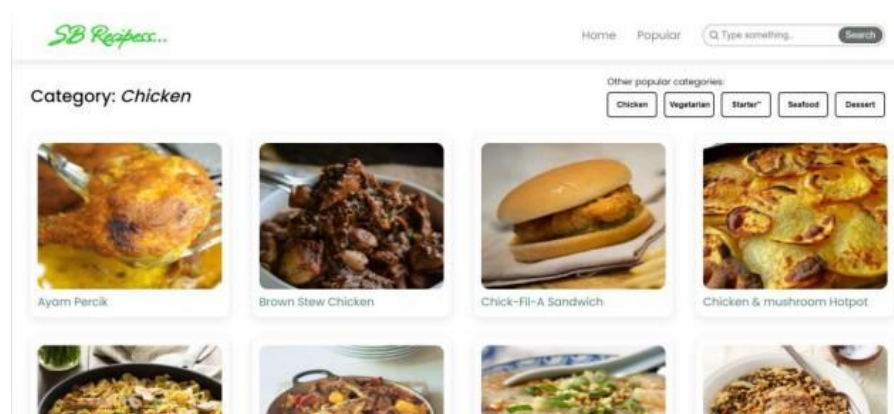 SB Recipess...
Home Popular Type something.. Search
Category: Chicken
Other popular categories:
Chicken Vegetarian Starter" Seafood Dessert
Ayam Percik Brown Stew Chicken Chick-Fil-A Sandwich Chicken & mushroom Hotpot